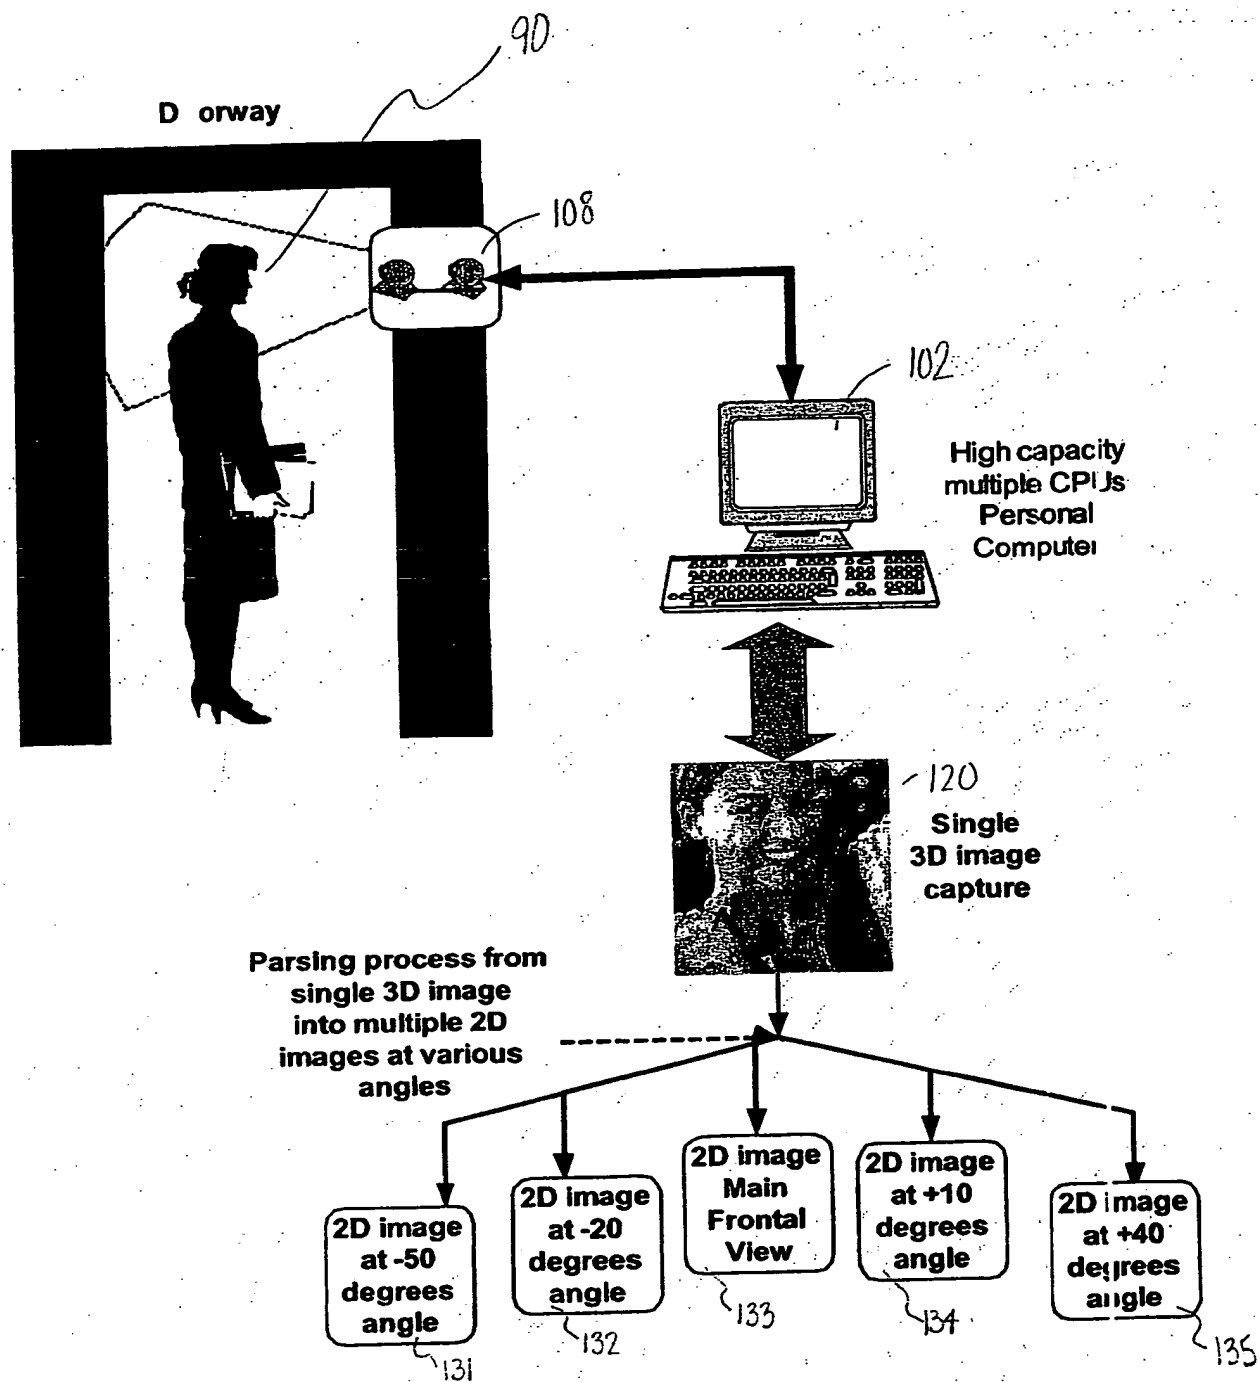 90
D orway
108
102
High capacity
multiple CPUs
Personal
Computer
120
Single
3D image
capture
Parsing process from
single 3D image
into multiple 2D
images at various
angles
2D image
at -50
degrees
angle
131
2D image
at -20
degrees
angle
132
2D image
Main
Frontal
View
133
2D image
at +10
degrees
angle
134
2D image
at +40
degrees
angle
135